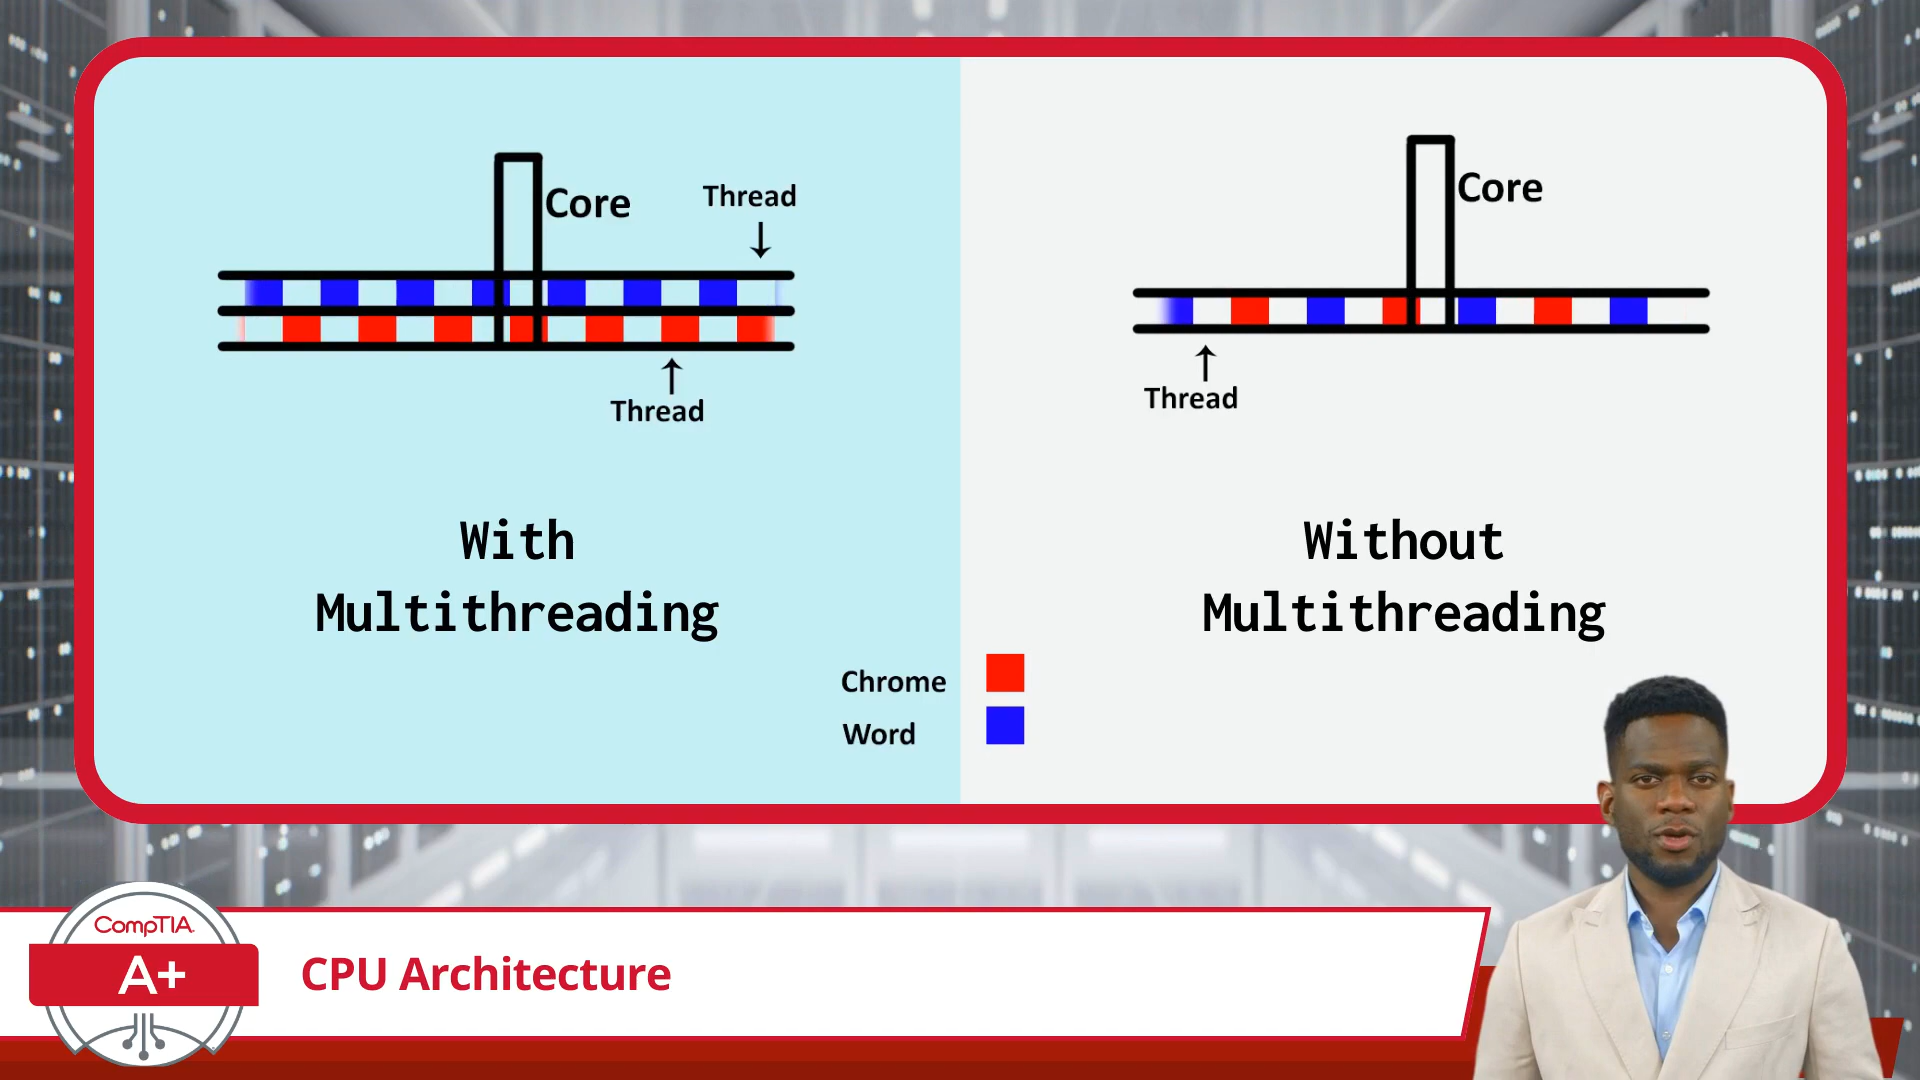 Core
Thread
Thread
With
Multithreading
Core
Thread
Without
Multithreading
Chrome
Word
CompTIA.
A+
CPU Architecture